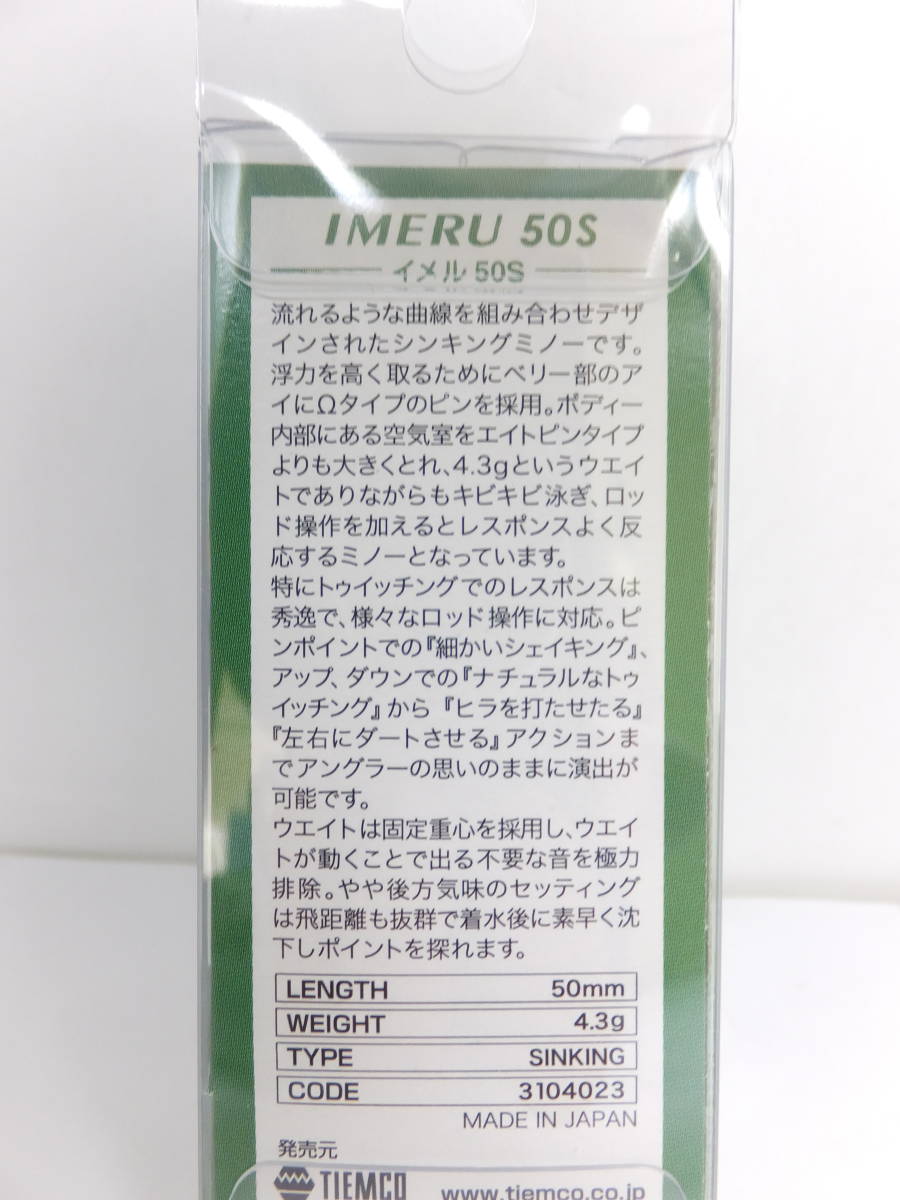 IMERU 50S
イメル 50S
流れるような曲線を組み合わせデザ
インされたシンキングミノーです。
浮力を高く取るためにベリー部のア
イにΩタイプのピンを採用。ボディー
内部にある空気室をエイトピンタイプ
よりも大きくとれ、4.3gというウエイ
トでありながらもキビキビ泳ぎ、ロッ
ド操作を加えるとレスポンスよく反
応するミノーとなっています。
特にトゥイッチングでのレスポンスは
秀逸で、様々なロッド操作に対応。ピ
ンポイントでの『細かいシェイキング』、
アップ、ダウンでの『ナチュラルなトゥ
イッチング』から『ヒラを打たせたる』
『左右にダートさせる』アクションま
でアングラーの思いのままに演出が
可能です。
ウエイトは固定重心を採用し、ウエイ
トが動くことで出る不要な音を極力
排除。やや後方気味のセッティング
は飛距離も抜群で着水後に素早く沈
下しポイントを探れます。
LENGTH 50mm
WEIGHT 4.3g
TYPE SINKING
CODE 3104023
MADE IN JAPAN
発売元
TIEMCO www.tiemco.co.jp